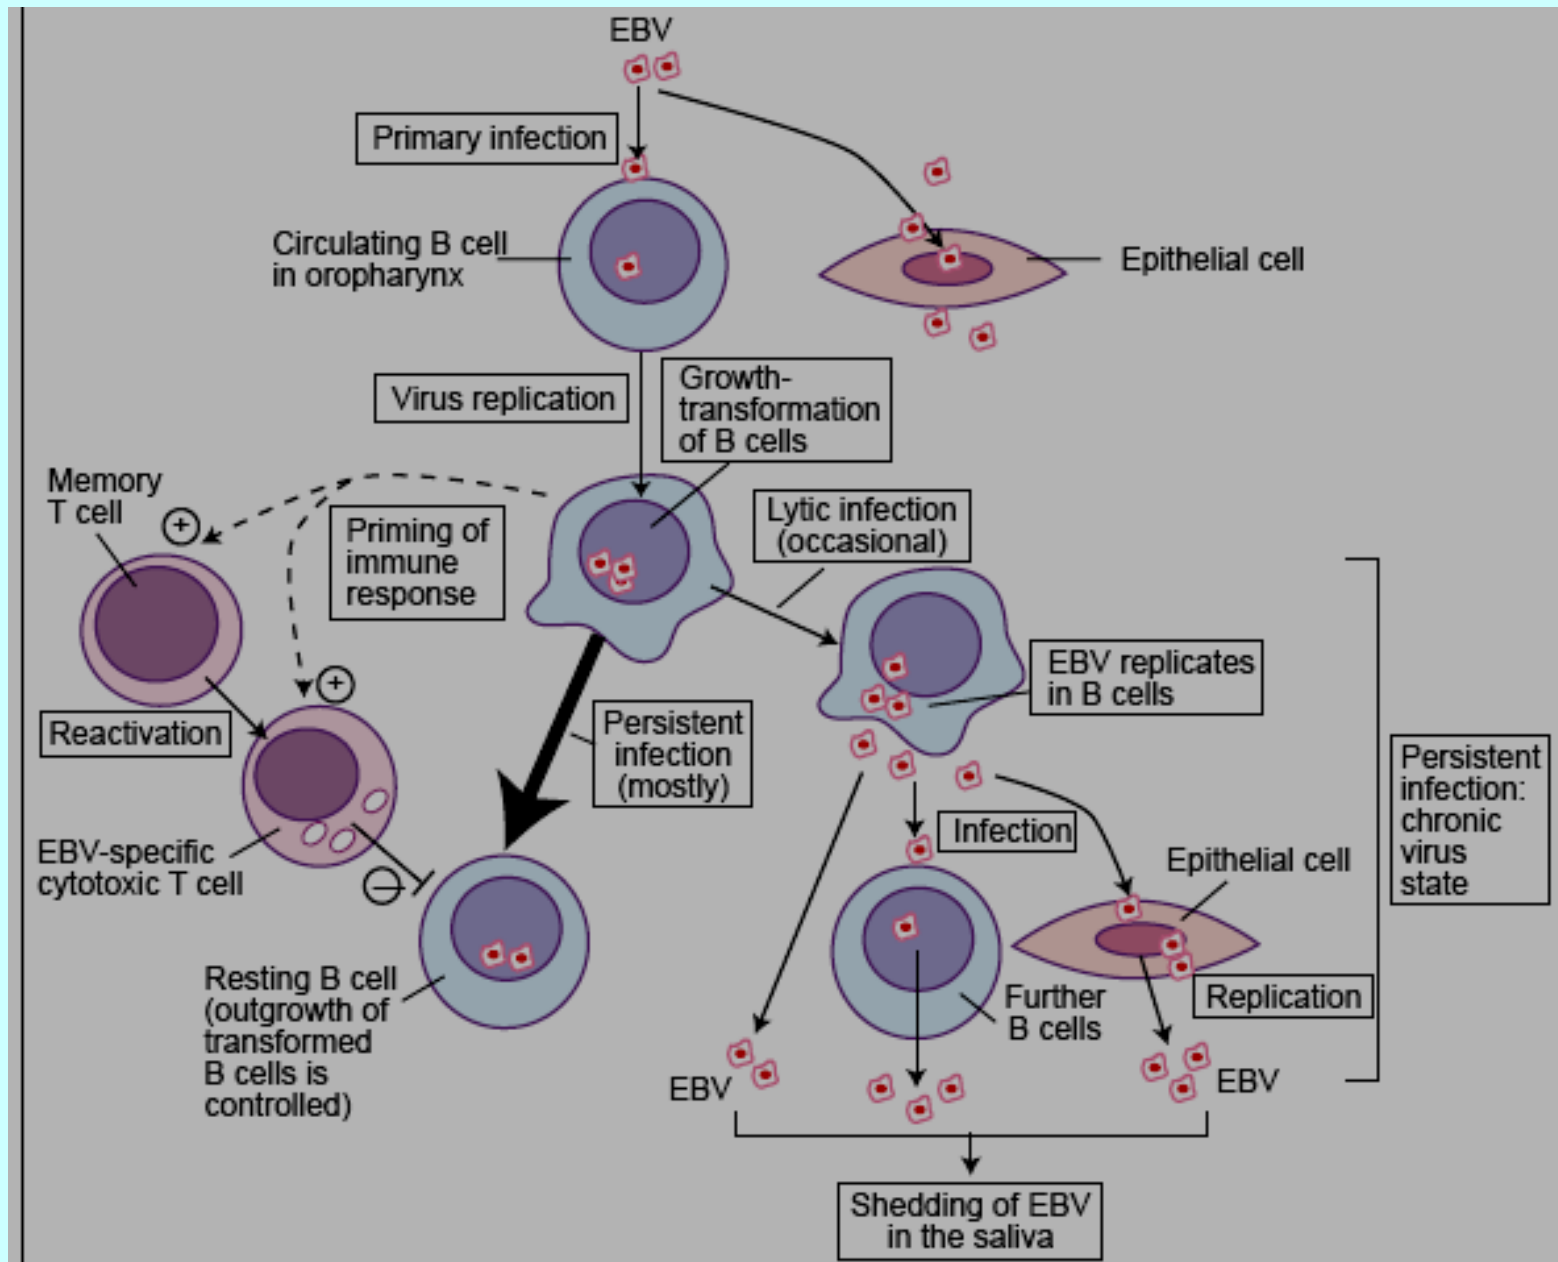 EBV
Primary infection
Circulating B cell
in oropharynx
Epithelial cell
Virus replication
Growth-
transformation
of B cells
Memory
T cell
+
Priming of
immune
response
Lytic infection
(occasional)
EBV replicates
in B cells
+
Reactivation
Persistent
infection
(mostly)
Persistent
infection:
chronic
virus
state
EBV-specific
cytotoxic T cell
−
Infection
Epithelial cell
Resting B cell
(outgrowth of
transformed
B cells is
controlled)
Further
B cells
Replication
EBV
EBV
Shedding of EBV
in the saliva